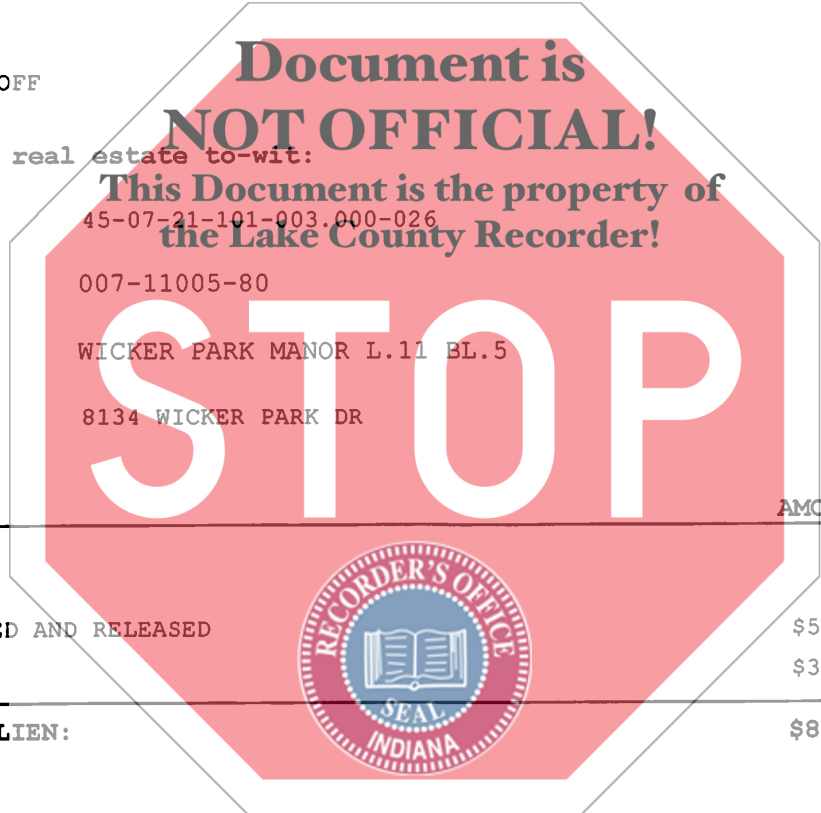 Document is
OFF
NOT OFFICIAL!
real estate to-wit:
This Document is the property of
45-07-21-101-003.000-026
the Lake County Recorder!
007-11005-80
WICKER PARK MANOR L.11 BL.5
STOP
8134 WICKER PARK DR
AMO
RECORDER'S OFFICE
ED AND RELEASED
$5
$3
SEAL
LIEN:
$8
INDIANA